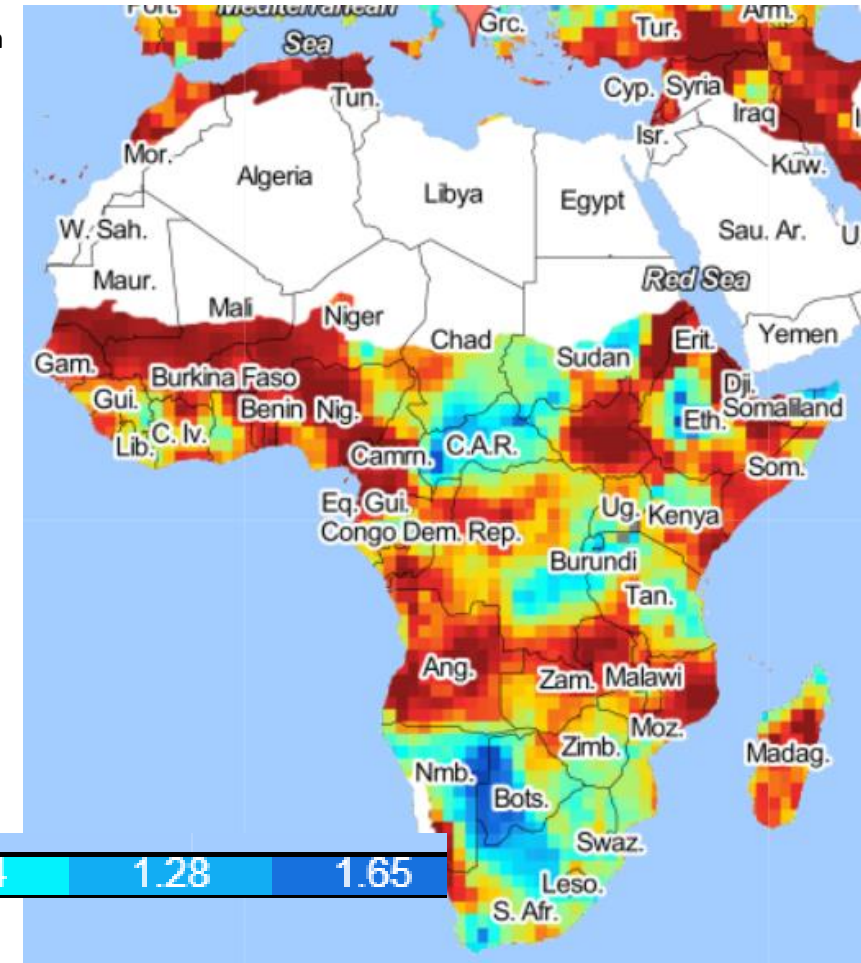 Port.
Mediterranean
Sea
Grc.
Tur.
Arm.
Cyp.
Syria
Iraq
Tun.
Isr.
Mor.
Kuw.
Algeria
Libya
Egypt
W. Sah.
Sau. Ar.
Maur.
Red Sea
Mali
Niger
Chad
Sudan
Erit.
Yemen
Gam.
Burkina Faso
Dji.
Gui.
Benin
Nig.
Somaliland
Eth.
Lib.
C. Iv.
Camrn.
C.A.R.
Som.
Eq. Gui.
Ug.
Kenya
Congo Dem. Rep.
Burundi
Tan.
Ang.
Zam.
Malawi
Moz.
Zimb.
Madag.
Nmb.
Bots.
Swaz.
1.28
1.65
Leso.
S. Afr.